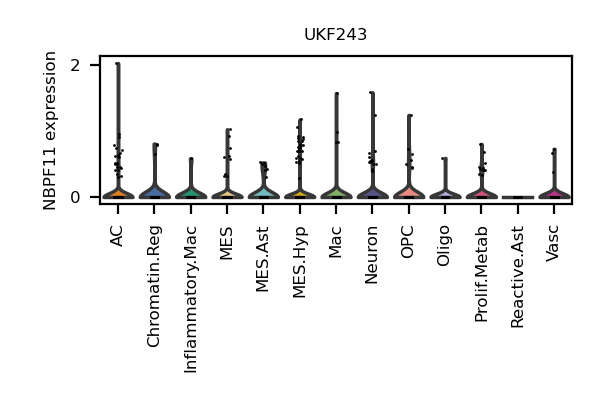 UKF243
NBPF11 expression
2
0
AC
Chromatin.Reg
Inflammatory.Mac
MES
MES.Ast
MES.Hyp
Mac
Neuron
OPC
Oligo
Prolif.Metab
Reactive.Ast
Vasc